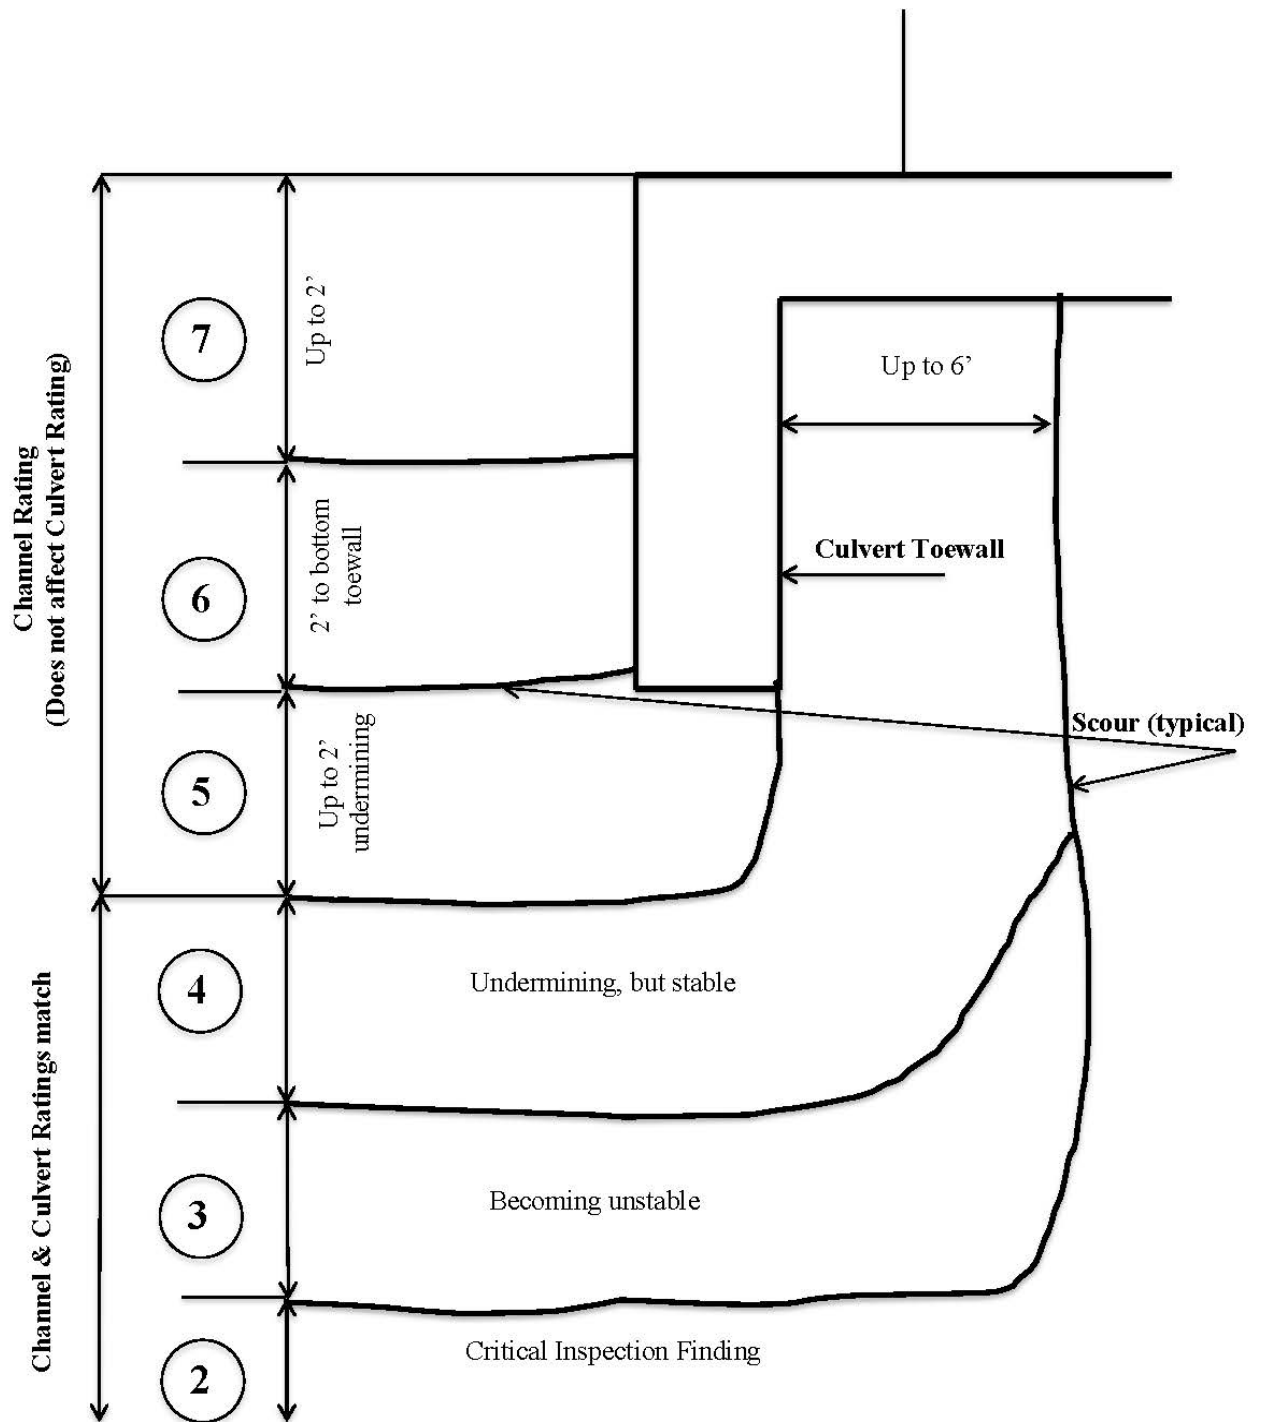 Channel Rating
(Does not affect Culvert Rating)
7
Up to 2’
Up to 6’
Culvert Toewall
6
2’ to bottom
toewall
Scour (typical)
5
Up to 2’
undermining
Channel & Culvert Ratings match
4
Undermining, but stable
3
Becoming unstable
2
Critical Inspection Finding